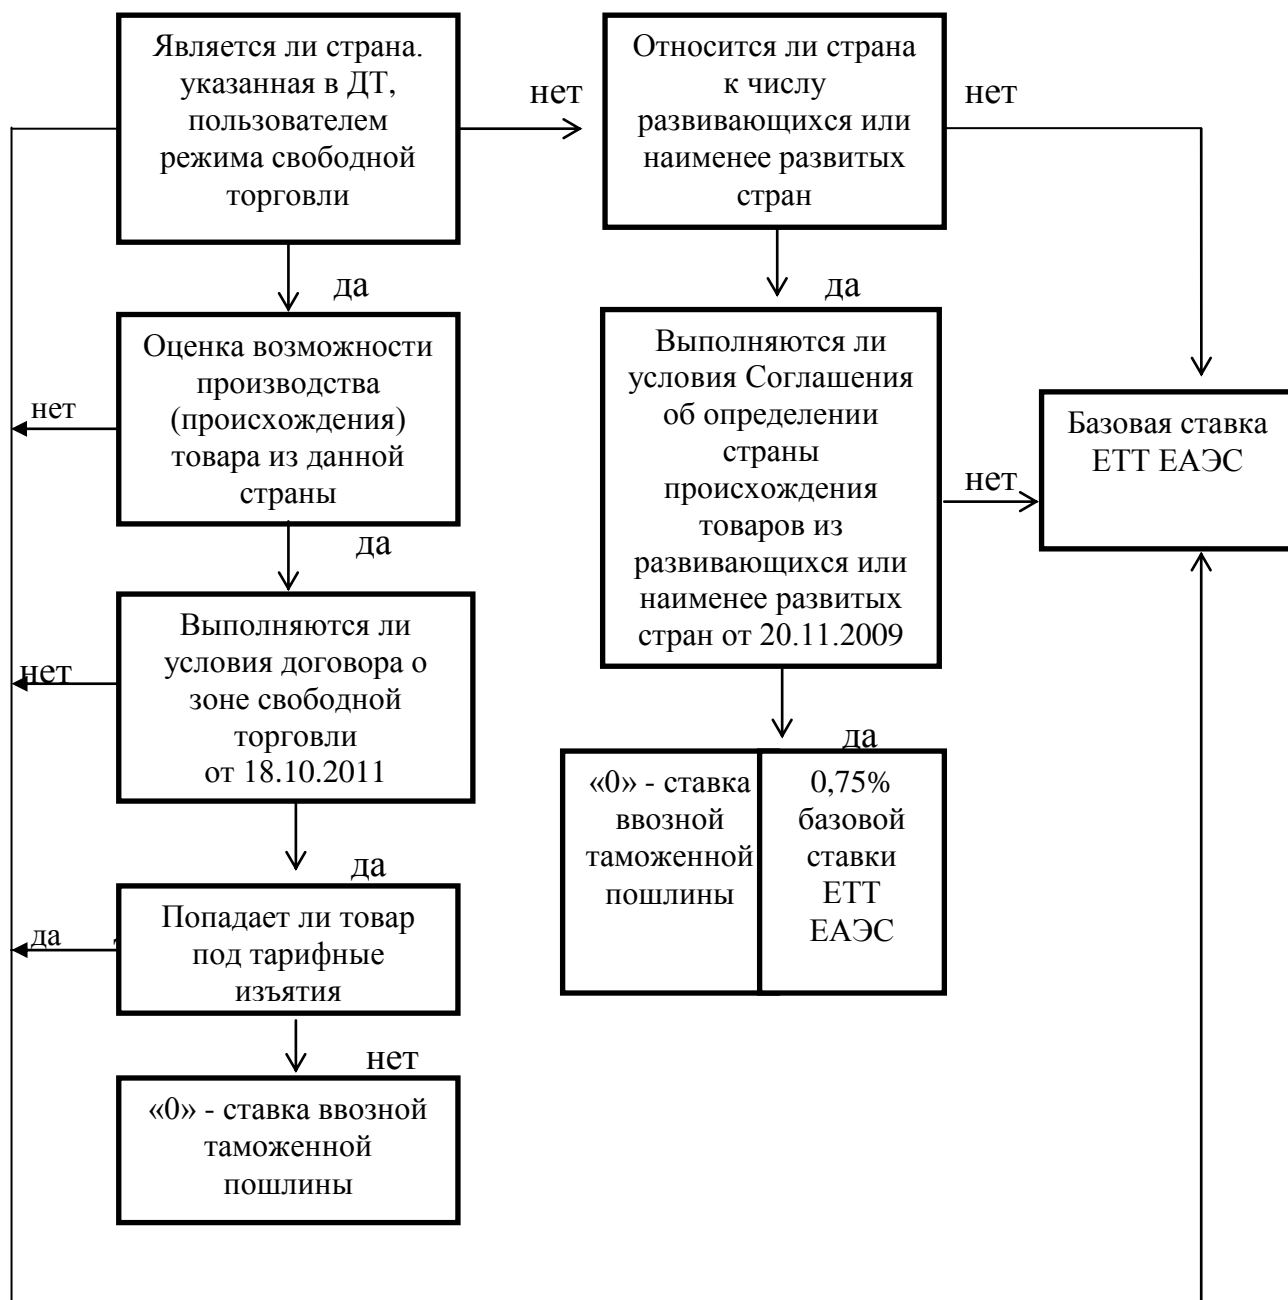 Является ли страна.
указанная в ДТ,
пользователем
режима свободной
торговли
нет
Относится ли страна
к числу
развивающихся или
наименее развитых
стран
нет
да
да
Оценка возможности
производства
(происхождения)
товара из данной
страны
нет
Выполняются ли
условия Соглашения
об определении
страны
происхождения
товаров из
развивающихся или
наименее развитых
стран от 20.11.2009
нет
Базовая ставка
ЕТТ ЕАЭС
да
Выполняются ли
условия договора о
зоне свободной
торговли
от 18.10.2011
нет
да
«0» - ставка
ввозной
таможенной
пошлины
0,75%
базовой
ставки
ЕТТ
ЕАЭС
да
Попадает ли товар
под тарифные
изъятия
да
нет
«0» - ставка ввозной
таможенной
пошлины